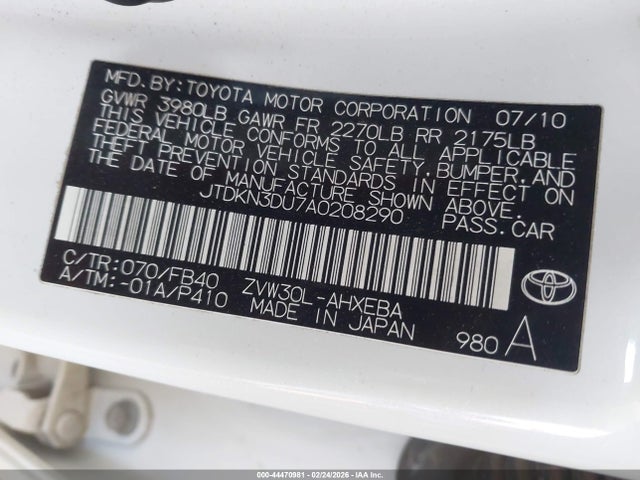 MFD. BY: TOYOTA MOTOR CORPORATION 07/10
GVWR 3980LB GAWR FR 2270LB RR 2175LB
THIS VEHICLE CONFORMS TO ALL APPLICABLE
FEDERAL MOTOR VEHICLE SAFETY, BUMPER, AND
THEFT PREVENTION STANDARDS IN EFFECT ON
THE DATE OF MANUFACTURE SHOWN ABOVE.
JTDKN3DU7A0208290 PASS.CAR
C/TR:070/FB40 ZVW30L-AHXEBA
A/TM:-01A/P410 MADE IN JAPAN
980 A
000-44470981 - 02/24/2026 - IAA Inc.